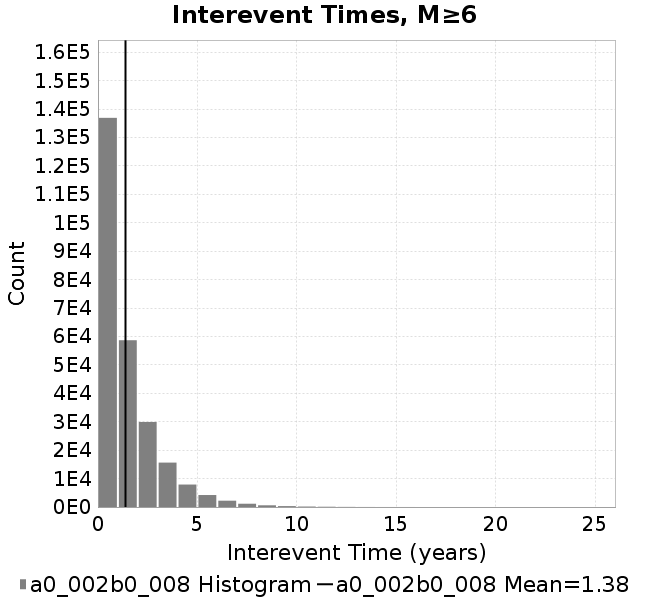 Interevent Times, M≥6
1.6E5
1.5E5
1.4E5
1.3E5
1.2E5
1.1E5
1E5
9E4
8E4
7E4
6E4
5E4
4E4
3E4
2E4
1E4
0E0
Count
0 5 10 15 20 25
Interevent Time (years)
a0_002b0_008 Histogram a0_002b0_008 Mean=1.38